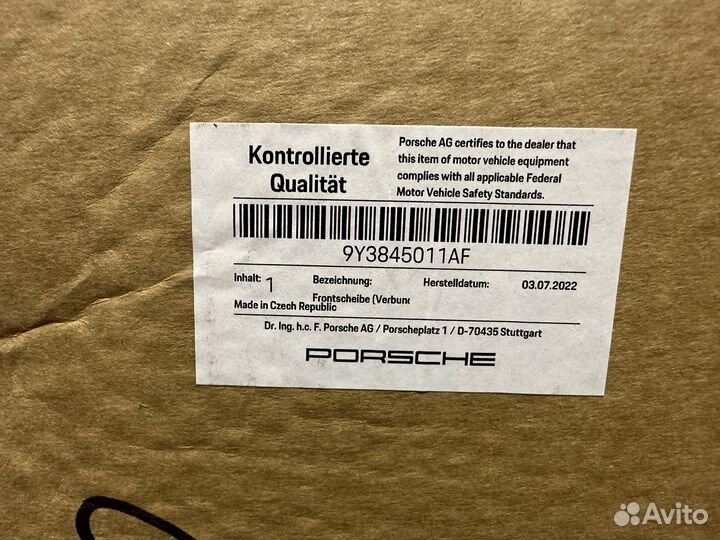 Kontrollierte
Qualität
Porsche AG certifies to the dealer that
this item of motor vehicle equipment
complies with all applicable Federal
Motor Vehicle Safety Standards.
9Y3845011AF
Inhalt: 1 Bezeichnung: Herstelldatum: 03.07.2022
Frontscheibe (Verbund
Made in Czech Republic
Dr. Ing. h.c. F. Porsche AG / Porscheplatz 1 / D-70435 Stuttgart
PORSCHE
Avito